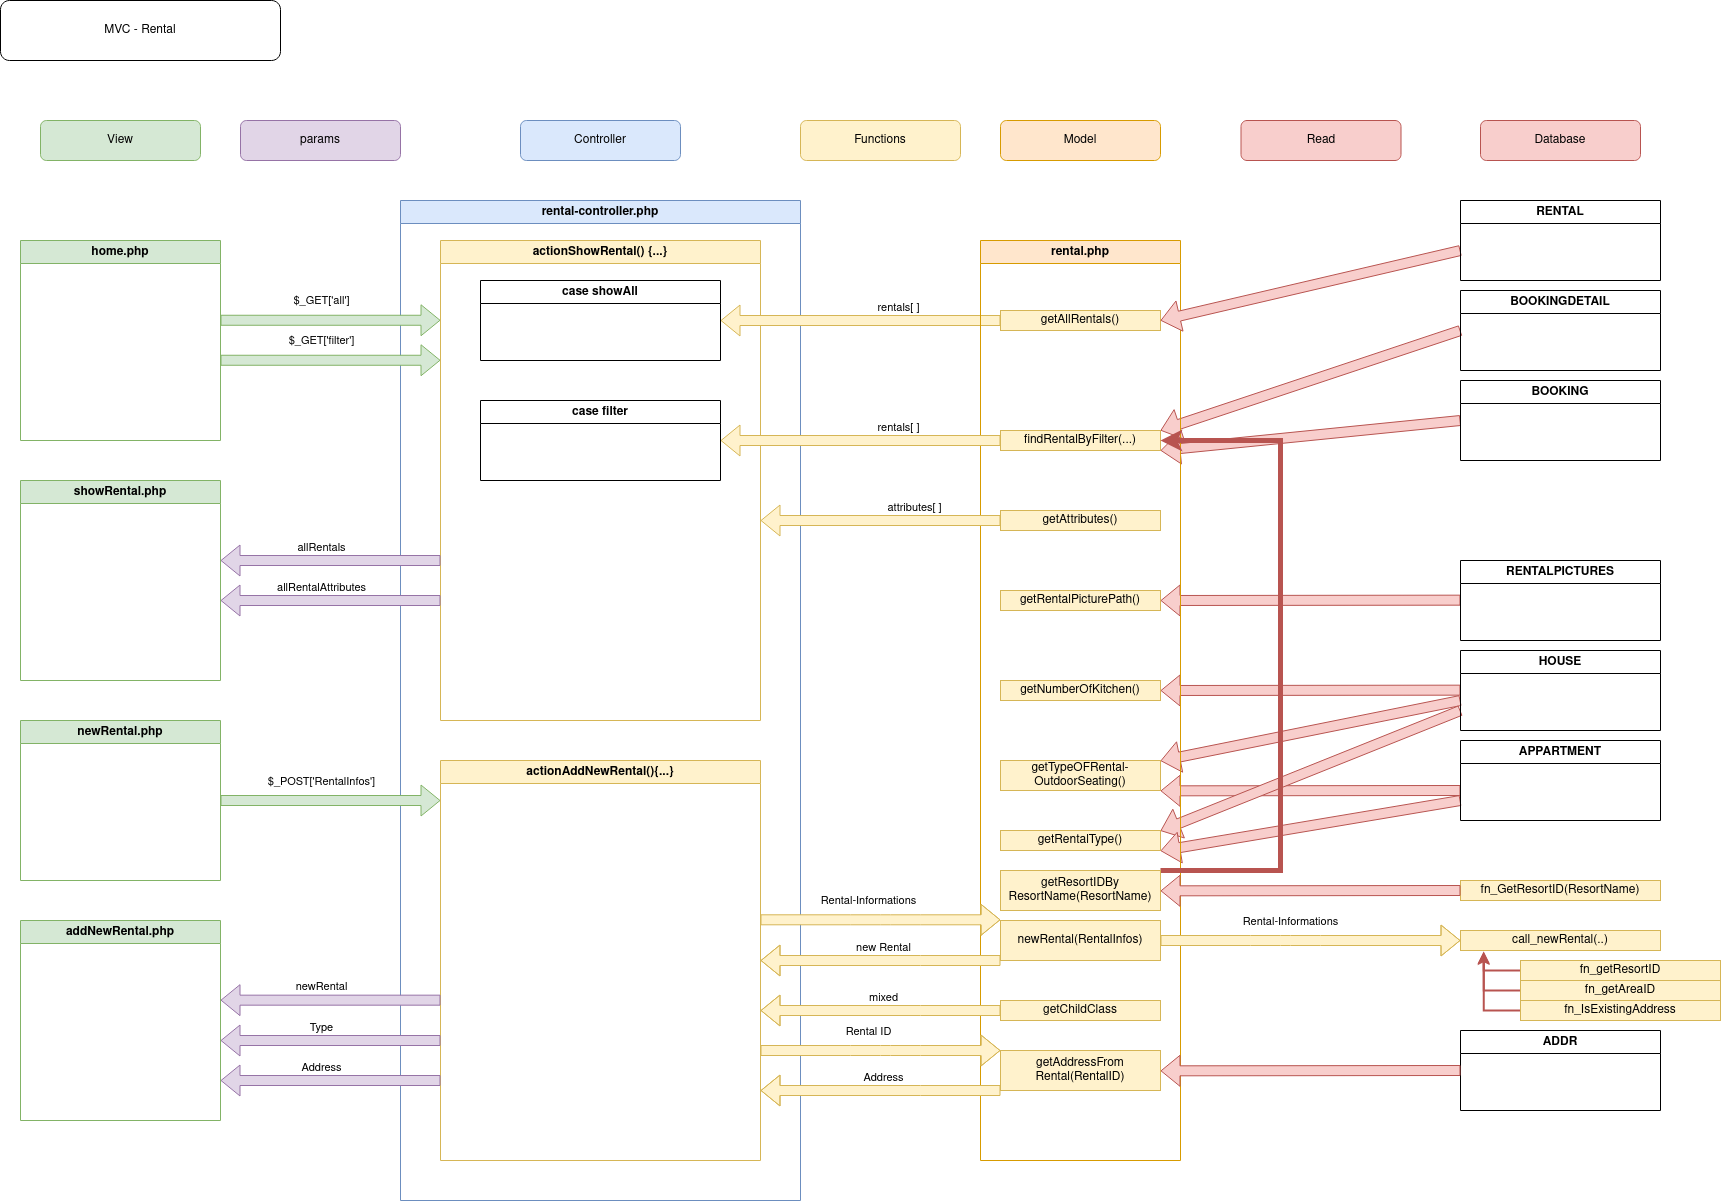 MVC - Rental
View
params
Controller
Functions
Model
Read
Database
home.php
$_GET['all']
$_GET['filter']
showRental.php
allRentals
allRentalAttributes
newRental.php
$_POST['RentalInfos']
addNewRental.php
newRental
Type
Address
rental-controller.php
actionShowRental() {...}
case showAll
case filter
actionAddNewRental(){...}
rentals[ ]
rentals[ ]
attributes[ ]
Rental-Informations
new Rental
mixed
Rental ID
Address
rental.php
getAllRentals()
findRentalByFilter(...)
getAttributes()
getRentalPicturePath()
getNumberOfKitchen()
getTypeOFRental-
OutdoorSeating()
getRentalType()
getResortIDBy
ResortName(ResortName)
newRental(RentalInfos)
getChildClass
getAddressFrom
Rental(RentalID)
Rental-Informations
RENTAL
BOOKINGDETAIL
BOOKING
RENTALPICTURES
HOUSE
APPARTMENT
fn_GetResortID(ResortName)
call_newRental(..)
fn_getResortID
fn_getAreaID
fn_IsExistingAddress
ADDR